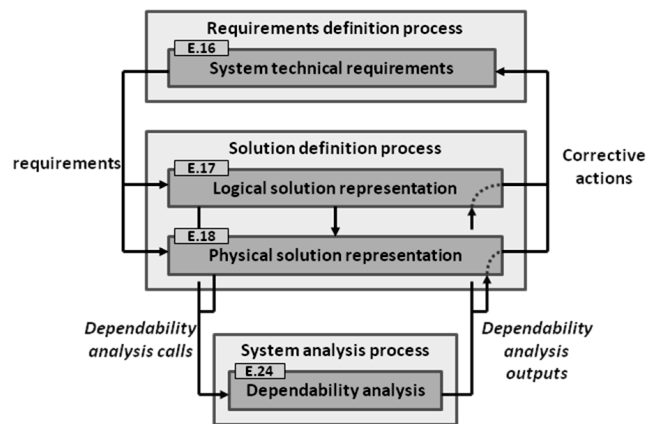 Requirements definition process
E.16
System technical requirements
Solution definition process
requirements
E.17
Logical solution representation
Corrective
actions
E.18
Physical solution representation
Dependability
analysis calls
Dependability
analysis
outputs
System analysis process
E.24
Dependability analysis